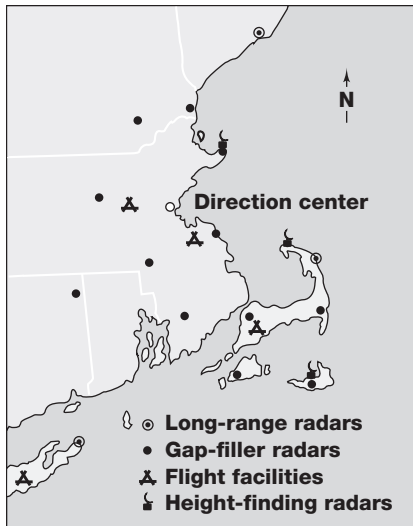 N
Direction center
Long-range radars
Gap-filler radars
Flight facilities
Height-finding radars